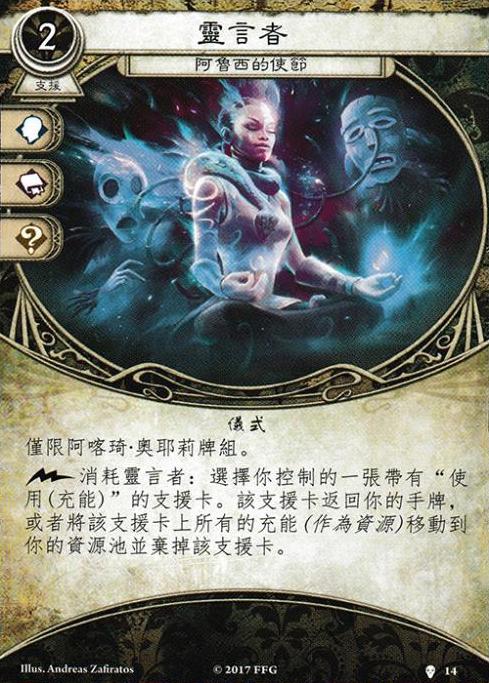 2
靈言者
阿魯西的使節
支援
?
儀式
僅限阿喀琦·奧耶莉牌組。
消耗靈言者：選擇你控制的一張帶有“使
用(充能)”的支援卡。該支援卡返回你的手牌，
或者將該支援卡上所有的充能(作為資源)移動到
你的資源池並棄掉該支援卡。
Illus. Andreas Zafiratos
© 2017 FFG
14